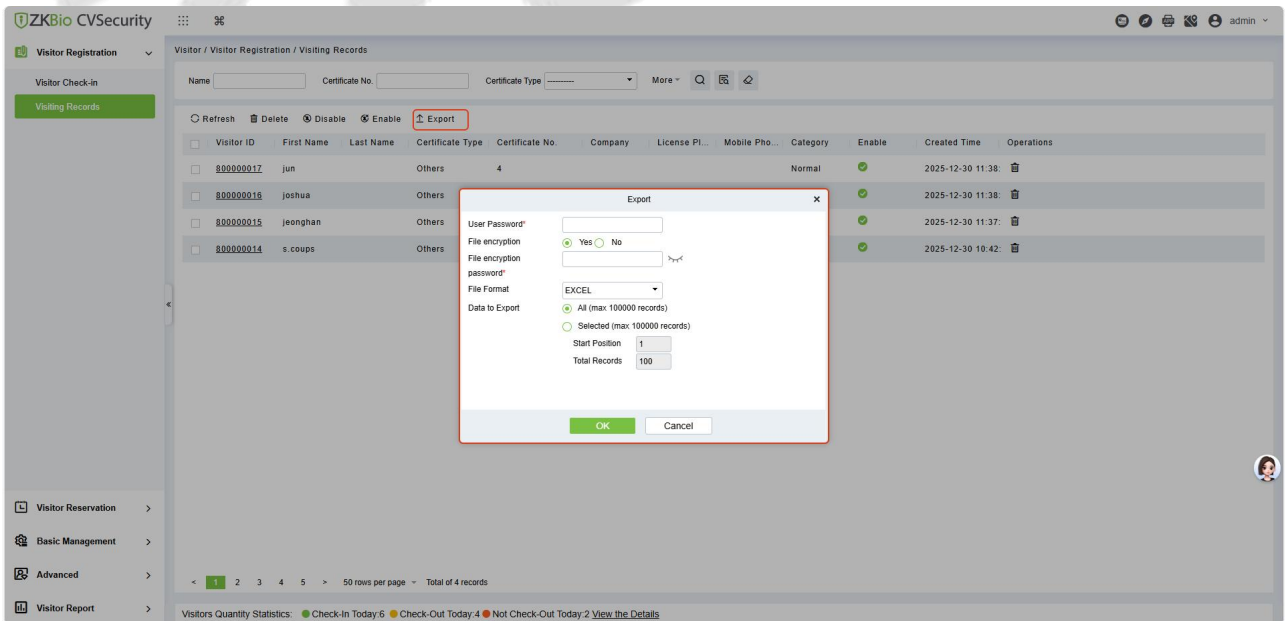 ZKBio CVSecurity
admin
Visitor Registration
Visitor / Visitor Registration / Visiting Records
Visitor Check-in
Visiting Records
Name Certificate No. Certificate Type ---------- More
Refresh Delete Disable Enable Export
Visitor ID First Name Last Name Certificate Type Certificate No. Company License Pl... Mobile Pho... Category Enable Created Time Operations
800000017 jun Others 4 Normal 2025-12-30 11:38:
800000016 joshua Others 2025-12-30 11:38:
800000015 jeonghan Others 2025-12-30 11:37:
800000014 s.coups Others 2025-12-30 10:42:
Export
User Password*
File encryption Yes No
File encryption
password*
File Format EXCEL
Data to Export All (max 100000 records)
Selected (max 100000 records)
Start Position 1
Total Records 100
OK Cancel
Visitor Reservation
Basic Management
Advanced
Visitor Report
< 1 2 3 4 5 > 50 rows per page Total of 4 records
Visitors Quantity Statistics: Check-In Today:6 Check-Out Today:4 Not Check-Out Today:2 View the Details